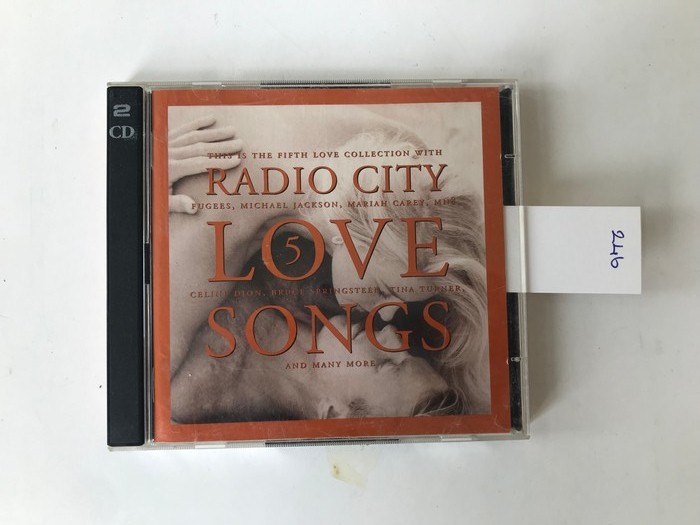 2
CD
THIS IS THE FIFTH LOVE COLLECTION WITH
RADIO CITY
FUGEES, MICHAEL JACKSON, MARIAH CAREY,
LOVE
5
CELINE DION, BRUCE SPRINGSTEEN, TINA TURNER,
SONGS
AND MANY MORE
246